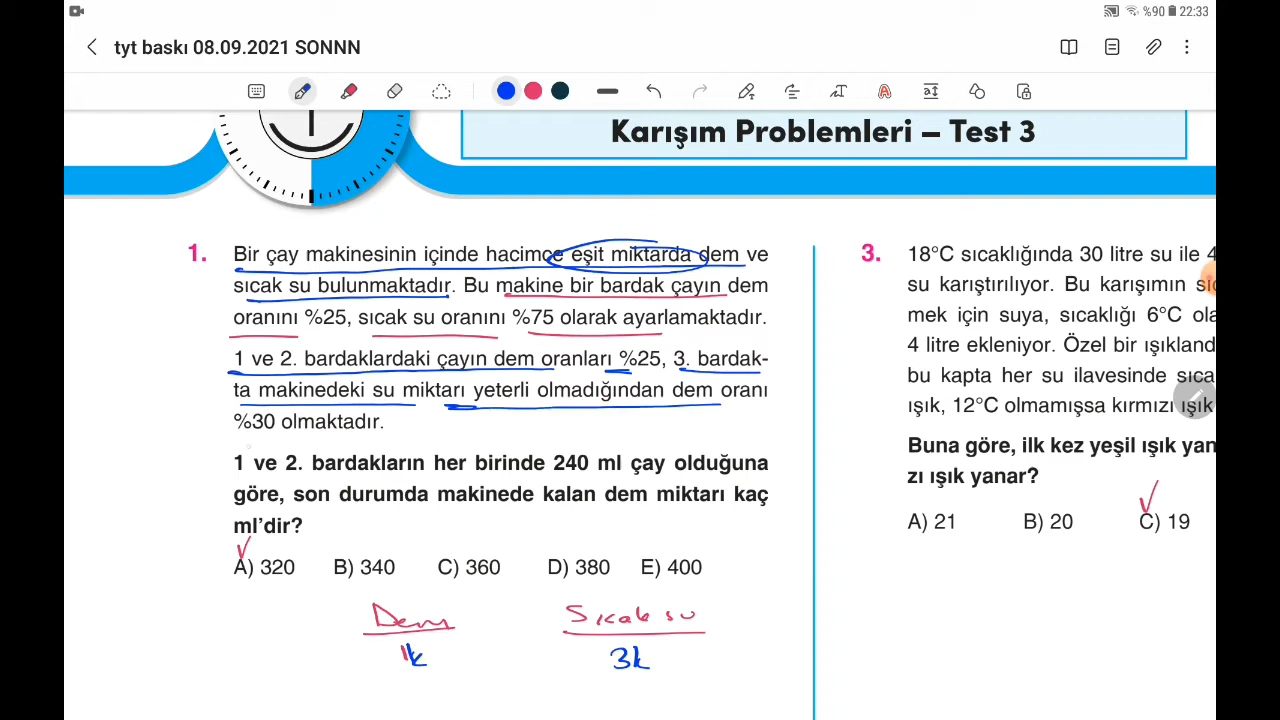 %90 22:33
tyt baskı 08.09.2021 SONNN
Karışım Problemleri – Test 3
1. Bir çay makinesinin içinde hacimce eşit miktarda dem ve
sıcak su bulunmaktadır. Bu makine bir bardak çayın dem
oranını %25, sıcak su oranını %75 olarak ayarlamaktadır.
1 ve 2. bardaklardaki çayın dem oranları %25, 3. bardak-
ta makinedeki su miktarı yeterli olmadığından dem oranı
%30 olmaktadır.
1 ve 2. bardakların her birinde 240 ml çay olduğuna
göre, son durumda makinede kalan dem miktarı kaç
ml'dir?
A) 320 B) 340 C) 360 D) 380 E) 400
Dem Sıcak su
1k 3k
3. 18°C sıcaklığında 30 litre su ile 4
su karıştırılıyor. Bu karışımın sıc
mek için suya, sıcaklığı 6°C ola
4 litre ekleniyor. Özel bir ışıkland
bu kapta her su ilavesinde sıca
ışık, 12°C olmamışsa kırmızı ışık
Buna göre, ilk kez yeşil ışık yan
zı ışık yanar?
A) 21 B) 20 C) 19